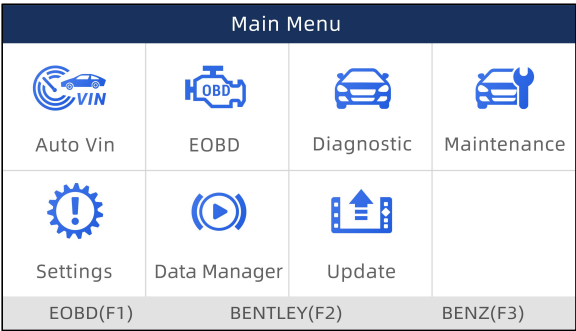 Main Menu
VIN
OBD
Auto Vin
EOBD
Diagnostic
Maintenance
Settings
Data Manager
Update
EOBD(F1)
BENTLEY(F2)
BENZ(F3)